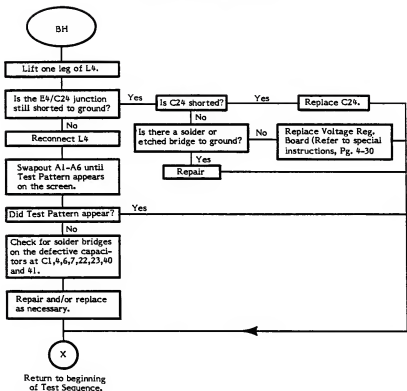 BH
Lift one leg of L4.
Is the E4/C24 junction
still shorted to ground?
Yes
Is C24 shorted?
Yes
Replace C24.
No
No
Reconnect L4
Is there a solder or
etched bridge to ground?
No
Replace Voltage Reg.
Board (Refer to special
instructions, Pg. 4-30
Yes
Repair
Swapout A1-A6 until
Test Pattern appears
on the screen.
Did Test Pattern appear?
Yes
No
Check for solder bridges
on the defective capaci-
tors at C1,4,6,7,22,23,40
and 41.
Repair and/or replace
as necessary.
X
Return to beginning
of Test Sequence.